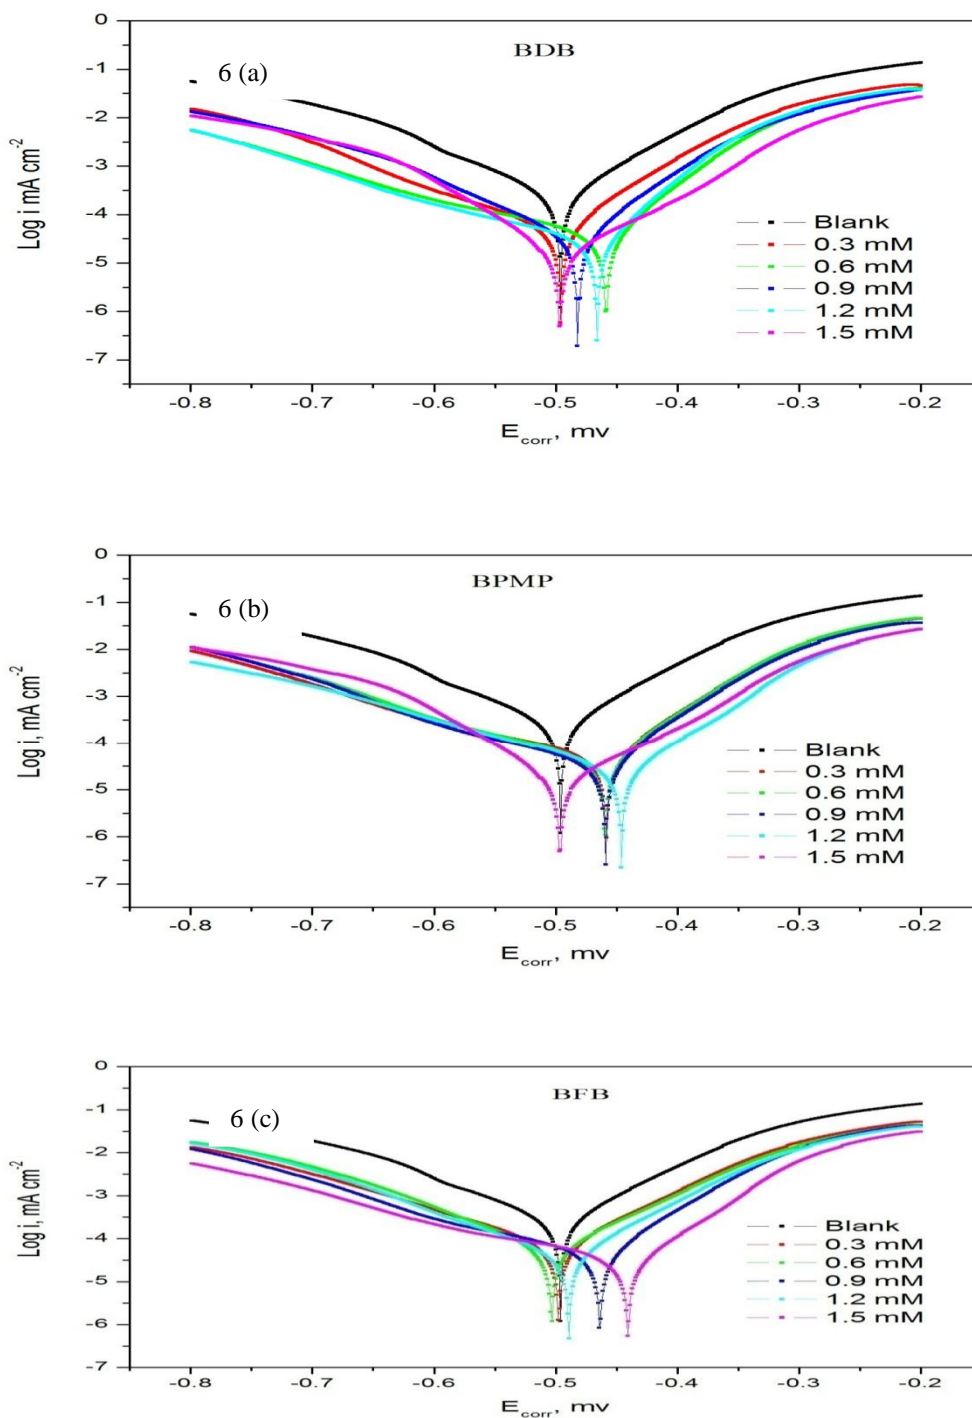 BDB
6 (a)
Log i mA cm-2
0
-1
-2
-3
-4
-5
-6
-7
Blank
0.3 mM
0.6 mM
0.9 mM
1.2 mM
1.5 mM
-0.8 -0.7 -0.6 -0.5 -0.4 -0.3 -0.2
Ecorr, mv
BPMP
6 (b)
Log i, mA cm-2
0
-1
-2
-3
-4
-5
-6
-7
Blank
0.3 mM
0.6 mM
0.9 mM
1.2 mM
1.5 mM
-0.8 -0.7 -0.6 -0.5 -0.4 -0.3 -0.2
Ecorr, mv
BFB
6 (c)
Log i, mA cm-2
0
-1
-2
-3
-4
-5
-6
-7
Blank
0.3 mM
0.6 mM
0.9 mM
1.2 mM
1.5 mM
-0.8 -0.7 -0.6 -0.5 -0.4 -0.3 -0.2
Ecorr, mv